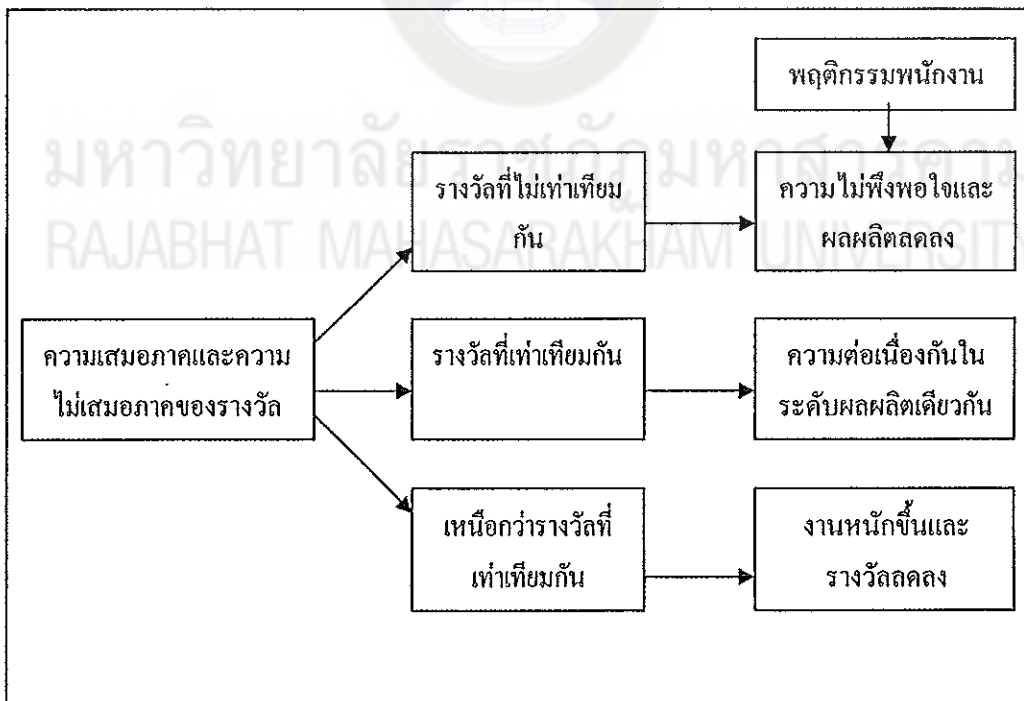 พฤติกรรมพนักงาน
มหาวิทยาลัยราชภัฏมหาสารคาม
RAJABHAT MAHASARAKHAM UNIVERSITY
รางวัลที่ไม่เท่าเทียม
กัน
ความไม่พึงพอใจและ
ผลผลิตลดลง
ความเสมอภาคและความ
ไม่เสมอภาคของรางวัล
รางวัลที่เท่าเทียมกัน
ความต่อเนื่องกันใน
ระดับผลผลิตเดียวกัน
เหนือกว่ารางวัลที่
เท่าเทียมกัน
งานหนักขึ้นและ
รางวัลลดลง